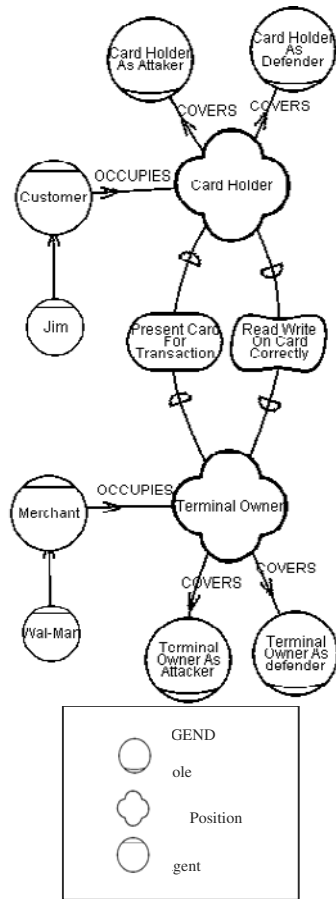 Card Holder
As Attaker
Card Holder
As
Defender
COVERS
COVERS
OCCUPIES
Customer
Card Holder
Jim
Present Card
For
Transaction
Read Write
On Card
Correctly
OCCUPIES
Merchant
Terminal Owner
COVERS
COVERS
Wal-Mart
Terminal
Owner As
Attacker
Terminal
Owner As
defender
GEND
ole
Position
gent